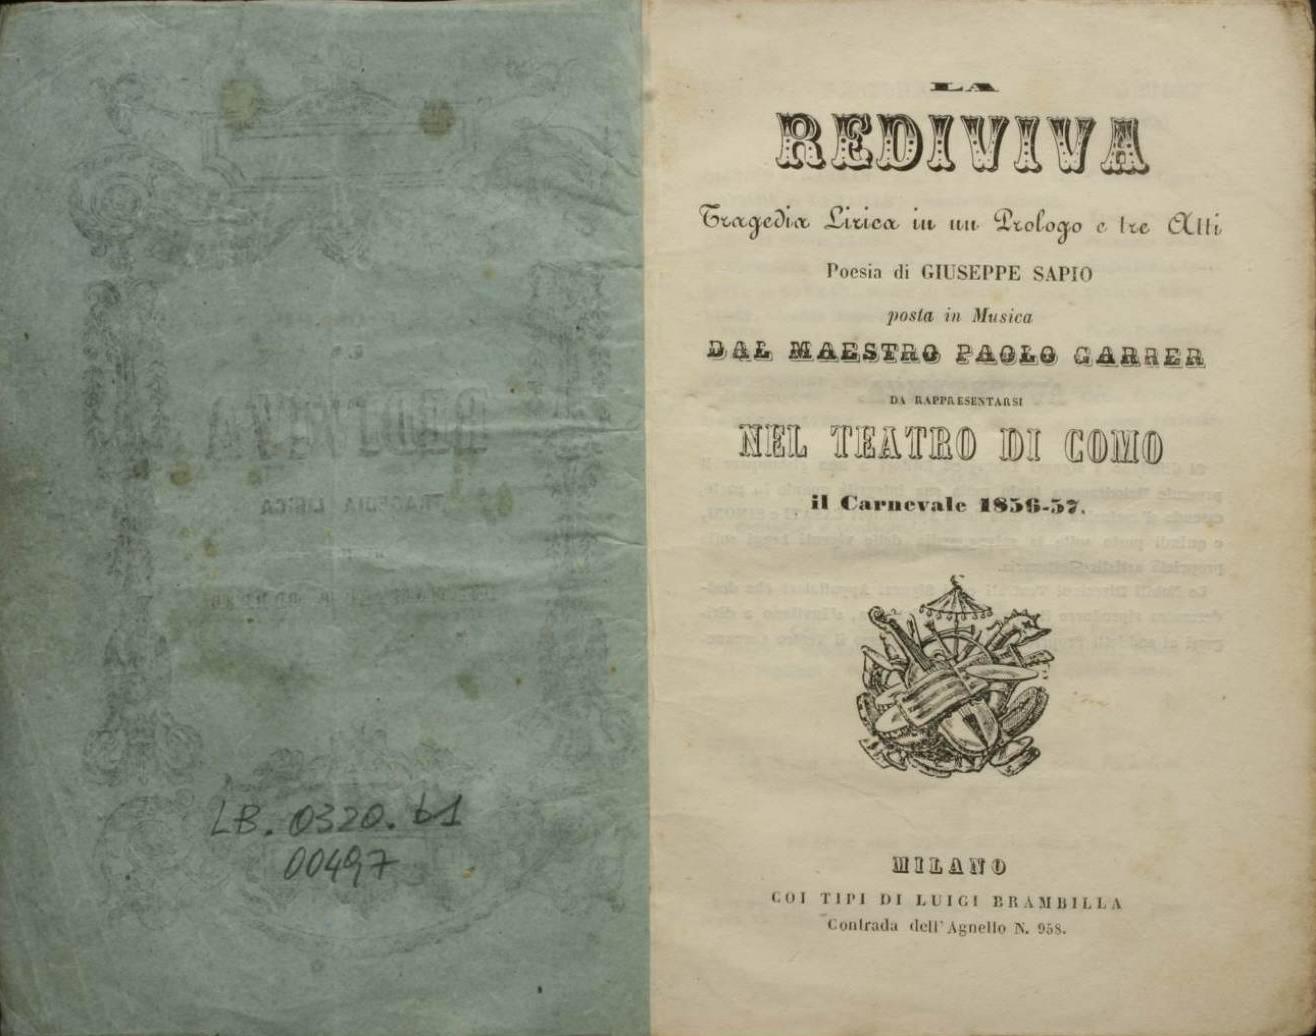 LB. 0320. b1
00497
LA
REDIVIVA
Tragedia Lirica in un Prologo e tre Atti
Poesia di GIUSEPPE SAPIO
posta in Musica
DAL MAESTRO PAOLO CARRER
DA RAPPRESENTARSI
NEL TEATRO DI COMO
il Carnevale 1856-57.
MILANO
COI TIPI DI LUIGI BRAMBILLA
Contrada dell' Agnello N. 958.